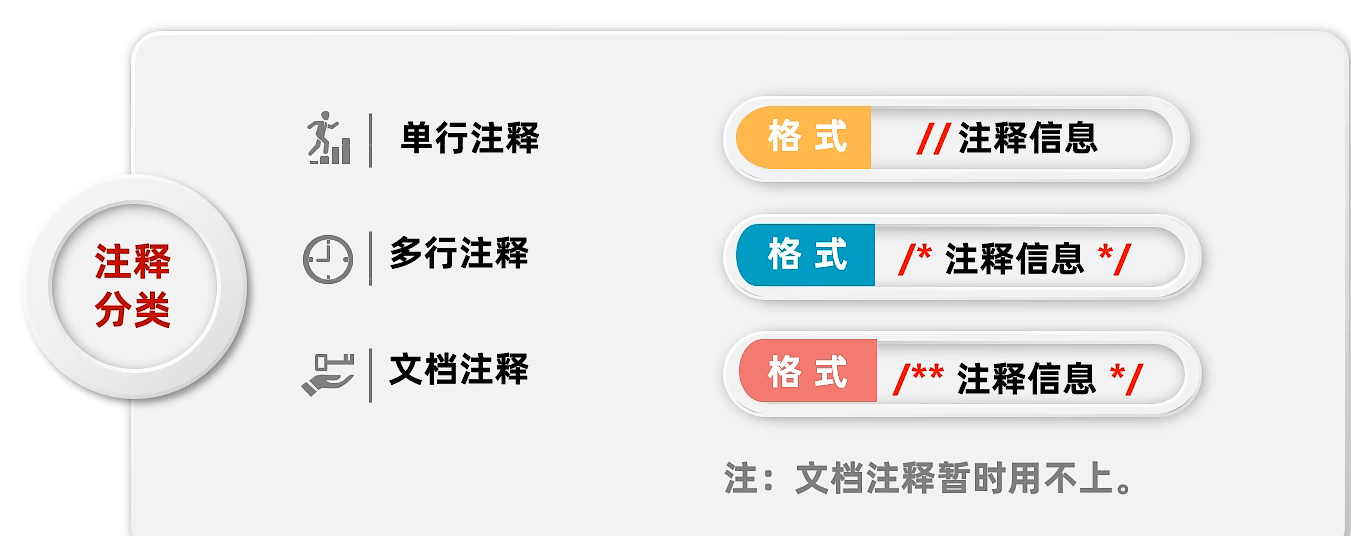 注释
分类
单行注释
格式
//注释信息
多行注释
格式
/* 注释信息 */
文档注释
格式
/** 注释信息 */
注：文档注释暂时用不上。